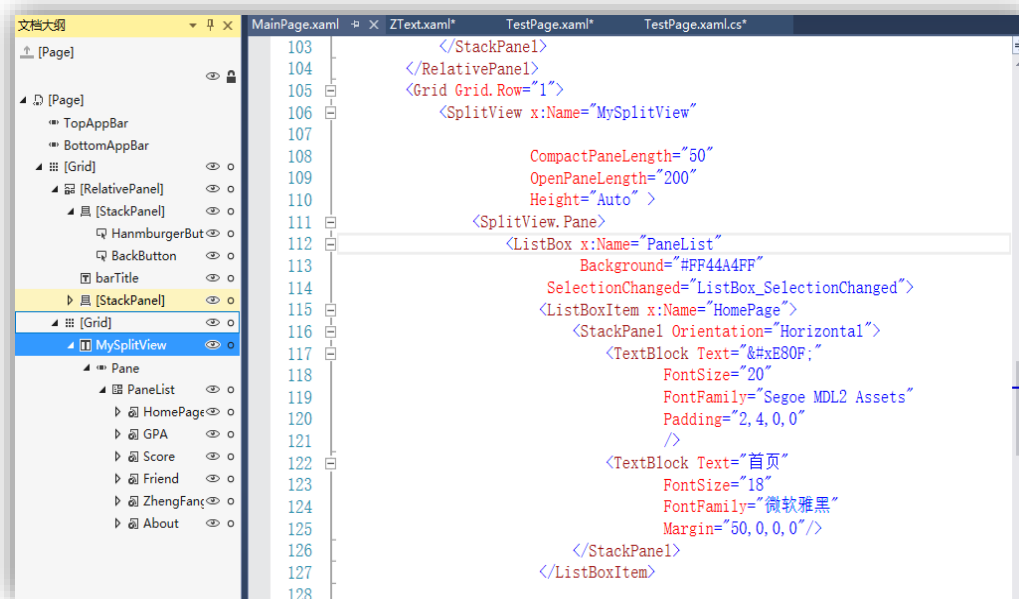 文档大纲
[Page]
[Page]
TopAppBar
BottomAppBar
[Grid]
[RelativePanel]
[StackPanel]
HanmburgerBut
BackButton
barTitle
[StackPanel]
[Grid]
MySplitView
Pane
PaneList
HomePage
GPA
Score
Friend
ZhengFang
About
MainPage.xaml ZText.xaml* TestPage.xaml* TestPage.xaml.cs*
103 </StackPanel>
104 </RelativePanel>
105 <Grid Grid.Row="1">
106 <SplitView x:Name="MySplitView"
107
108 CompactPaneLength="50"
109 OpenPaneLength="200"
110 Height="Auto" >
111 <SplitView.Pane>
112 <ListBox x:Name="PaneList"
113 Background="#FF44A4FF"
114 SelectionChanged="ListBox_SelectionChanged">
115 <ListBoxItem x:Name="HomePage">
116 <StackPanel Orientation="Horizontal">
117 <TextBlock Text="&#xE80F;"
118 FontSize="20"
119 FontFamily="Segoe MDL2 Assets"
120 Padding="2,4,0,0"
121 />
122 <TextBlock Text="首页"
123 FontSize="18"
124 FontFamily="微软雅黑"
125 Margin="50,0,0,0"/>
126 </StackPanel>
127 </ListBoxItem>
128